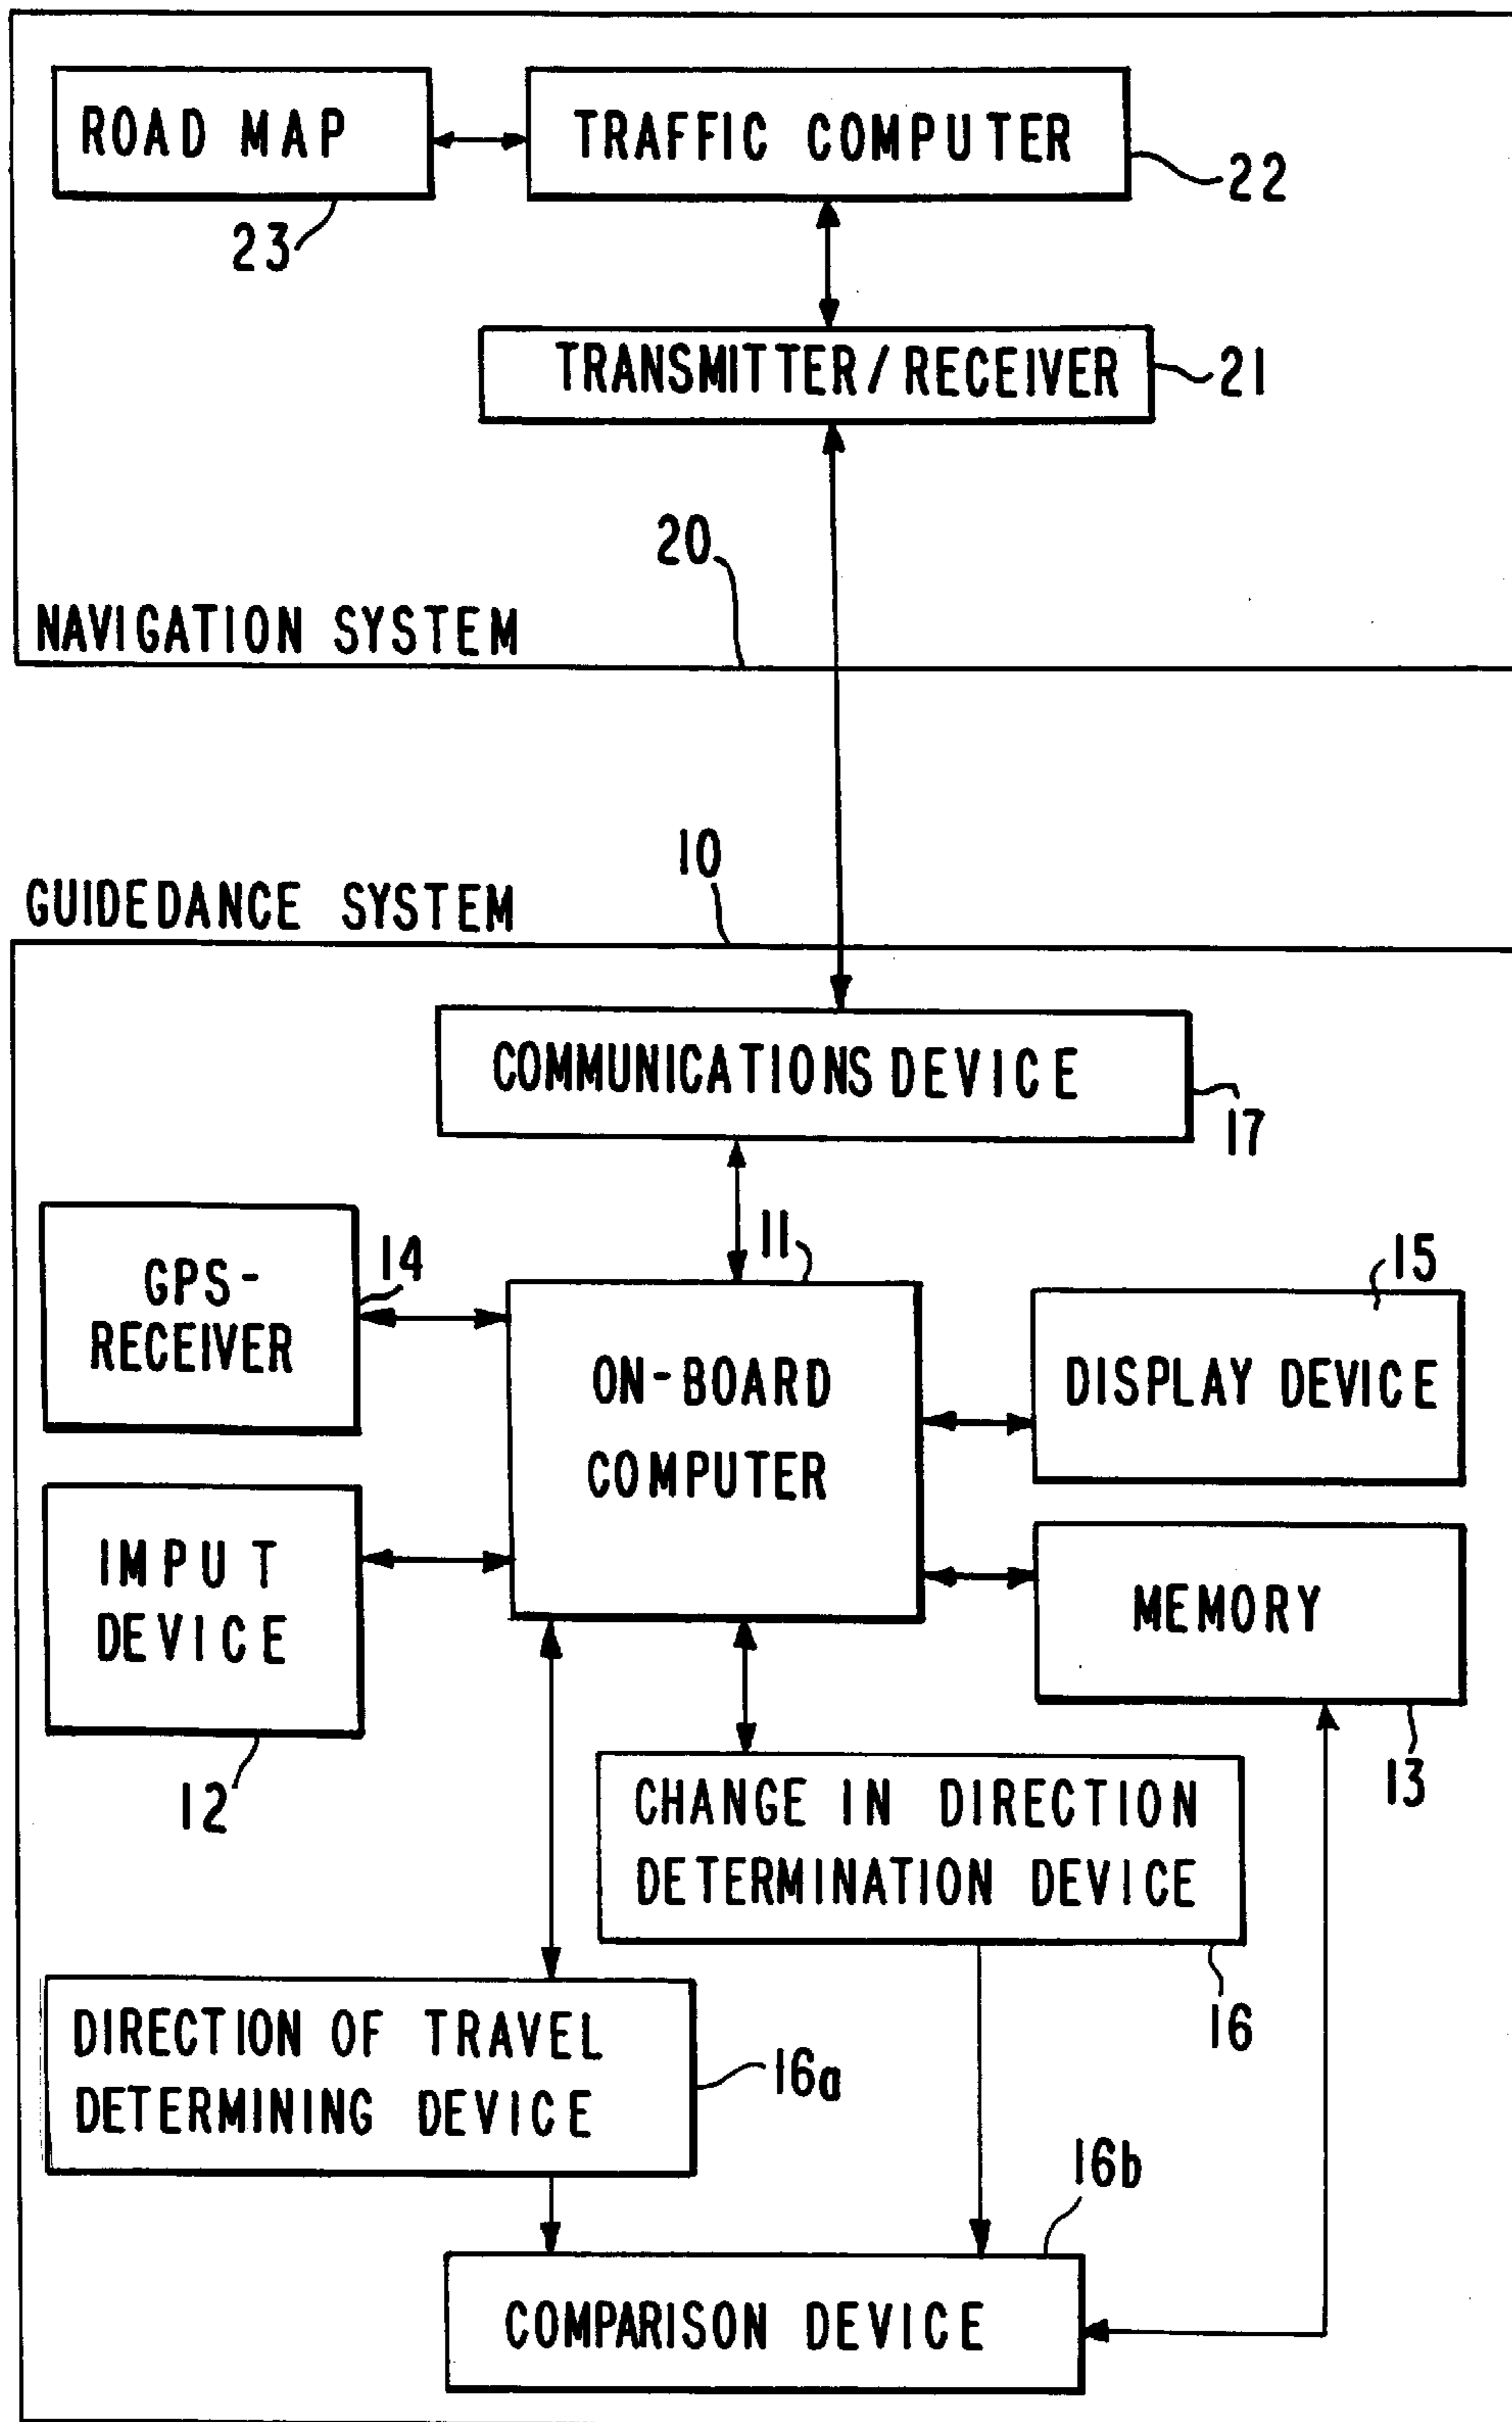 ROAD MAP
TRAFFIC COMPUTER
22
23
TRANSMITTER/RECEIVER
21
20
NAVIGATION SYSTEM
10
GUIDEDANCE SYSTEM
COMMUNICATIONS DEVICE
17
GPS-
RECEIVER
14
11
ON-BOARD
COMPUTER
15
DISPLAY DEVICE
IMPUT
DEVICE
12
MEMORY
13
CHANGE IN DIRECTION
DETERMINATION DEVICE
16
DIRECTION OF TRAVEL
DETERMINING DEVICE
16a
16b
COMPARISON DEVICE